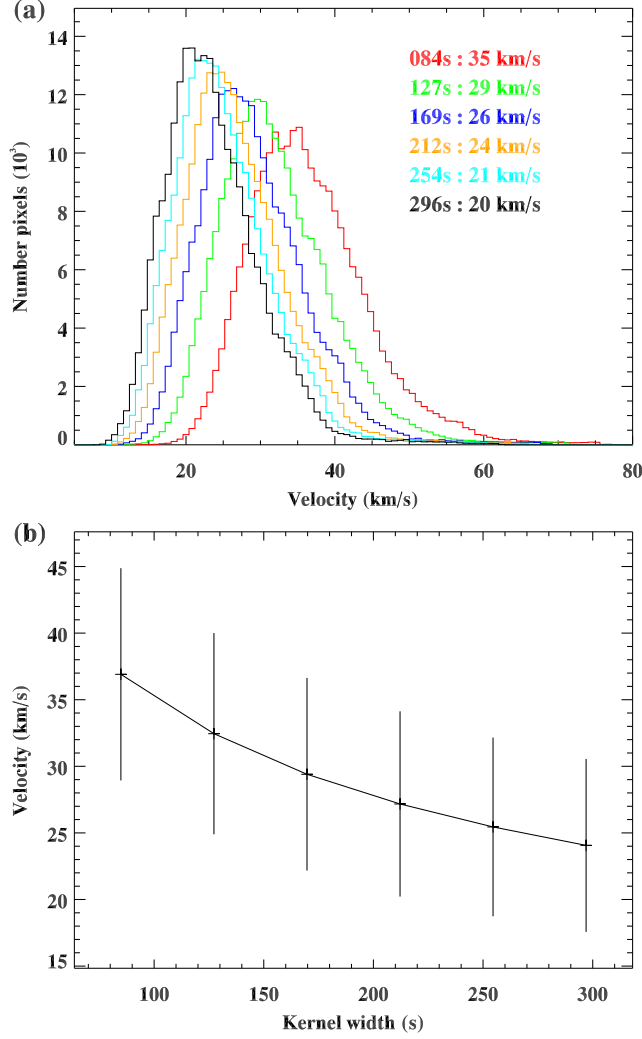 (a)
14
12
10
8
6
4
2
0
Number pixels (10³)
084s : 35 km/s
127s : 29 km/s
169s : 26 km/s
212s : 24 km/s
254s : 21 km/s
296s : 20 km/s
20 40 60 80
Velocity (km/s)
(b)
45
40
35
30
25
20
15
Velocity (km/s)
100 150 200 250 300
Kernel width (s)